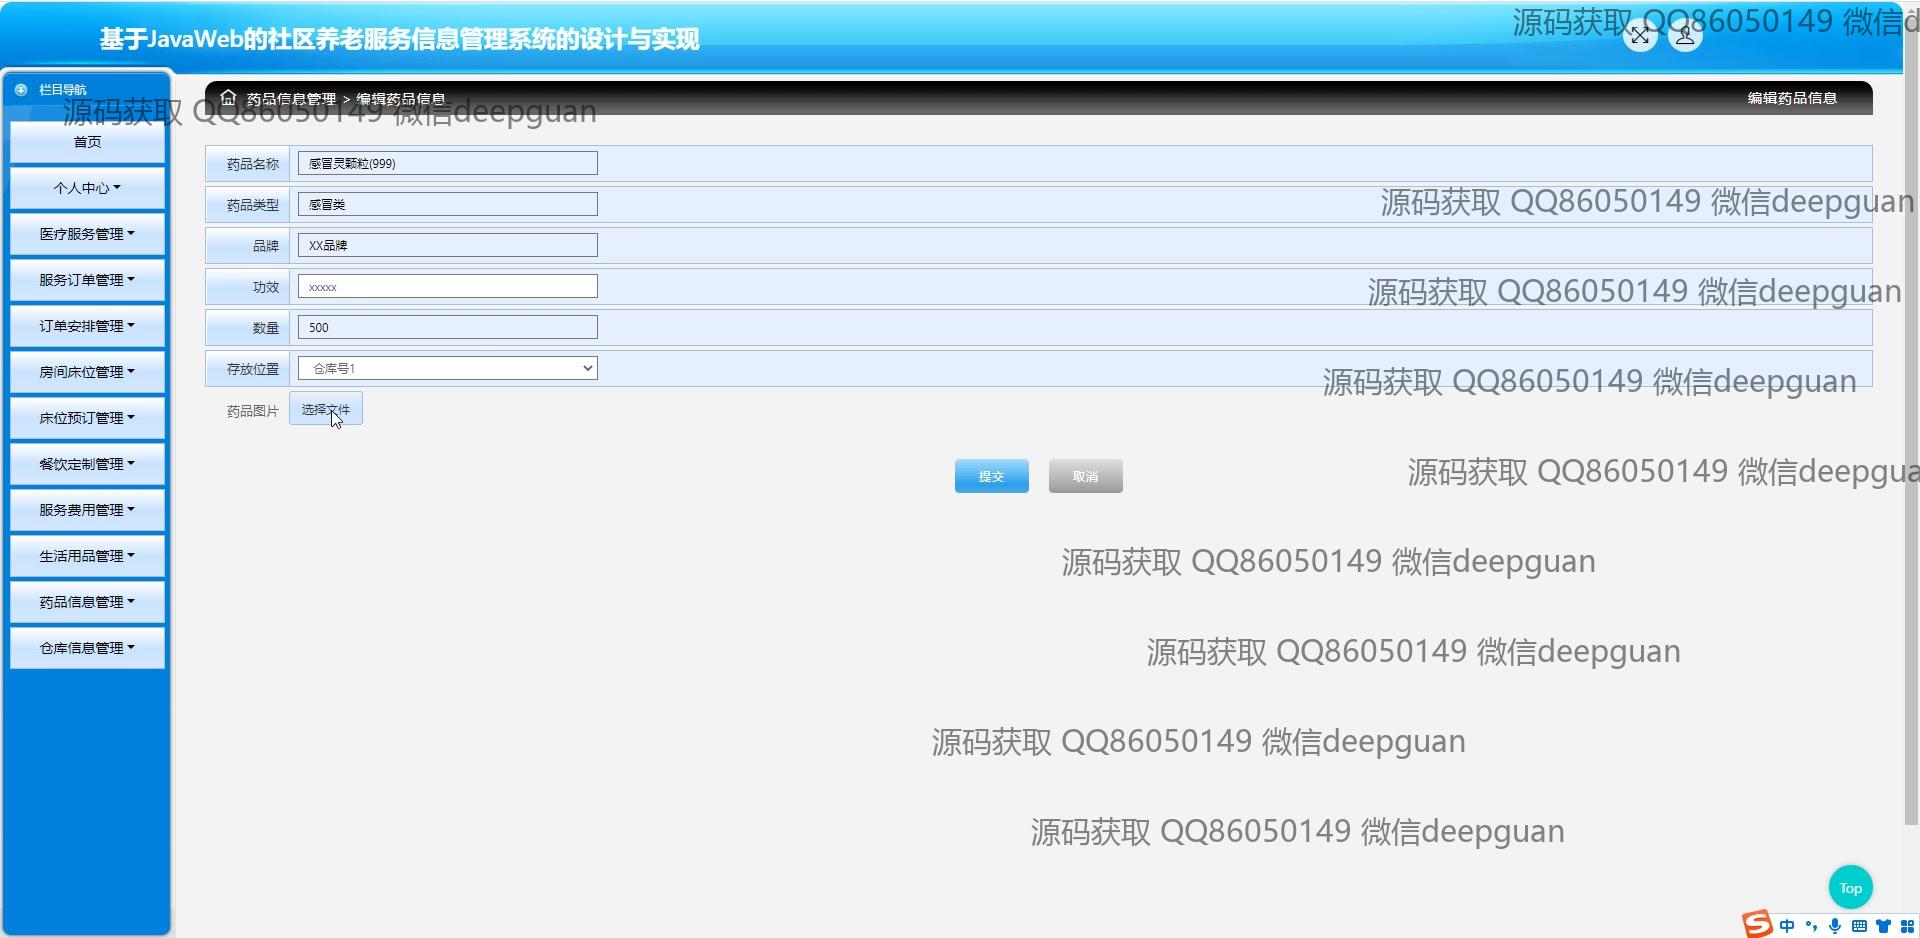 基于JavaWeb的社区养老服务信息管理系统的设计与实现
源码获取 QQ86050149 微信d
栏目导航
药品信息管理 > 编辑药品信息
编辑药品信息
源码获取 QQ86050149 微信deepguan
首页
个人中心
医疗服务管理
服务订单管理
订单安排管理
房间床位管理
床位预订管理
餐饮定制管理
服务费用管理
生活用品管理
药品信息管理
仓库信息管理
药品名称 感冒灵颗粒(999)
药品类型 感冒类
源码获取 QQ86050149 微信deepguan
品牌 XX品牌
功效 xxxxx
源码获取 QQ86050149 微信deepguan
数量 500
存放位置 仓库号1
源码获取 QQ86050149 微信deepguan
药品图片 选择文件
提交 取消
源码获取 QQ86050149 微信deepgua
源码获取 QQ86050149 微信deepguan
源码获取 QQ86050149 微信deepguan
源码获取 QQ86050149 微信deepguan
源码获取 QQ86050149 微信deepguan
Top
中